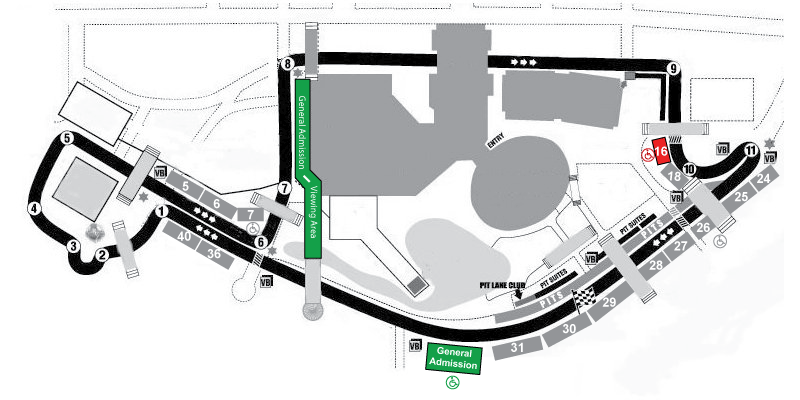 8
9
General Admission – Viewing Area
ENTRY
16
11
VB
VB
5
VB
5
6
7
7
18
10
VB
24
25
26
4
1
40
36
6
PIT SUITES
PITS
27
3
2
VB
VB
28
PIT SUITES
PIT LANE CLUB
PITS
29
30
VB
31
General
Admission